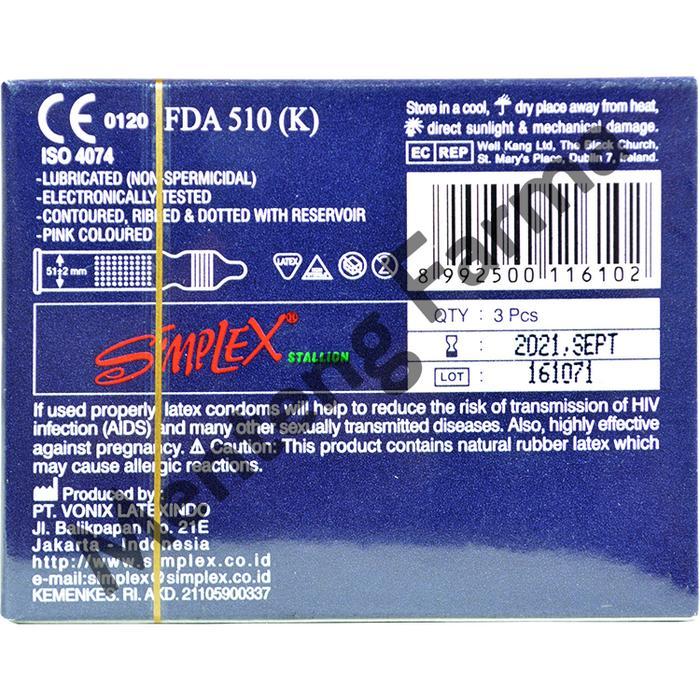 CE 0120 FDA 510 (K)
ISO 4074
-LUBRICATED (NON-SPERMICIDAL)
-ELECTRONICALLY TESTED
-CONTOURED, RIBBED & DOTTED WITH RESERVOIR
-PINK COLOURED
51±2 mm
LATEX
Store in a cool, dry place away from heat,
direct sunlight & mechanical damage.
EC REP Well Kang Ltd, The Black Church,
St. Mary's Place, Dublin 7, Ireland.
8 992500 116102
QTY : 3 Pcs
: 2021.SEPT
LOT : 161071
SIMPLEX®
STALLION
If used properly, latex condoms will help to reduce the risk of transmission of HIV
infection (AIDS) and many other sexually transmitted diseases. Also, highly effective
against pregnancy. ⚠ Caution: This product contains natural rubber latex which
may cause allergic reactions.
Produced by:
PT. VONIX LATEXINDO
Jl. Balikpapan No. 21E
Jakarta - Indonesia
http://www.simplex.co.id
e-mail:simplex@simplex.co.id
KEMENKES. RI. AKD. 21105900337
Menteng Farma